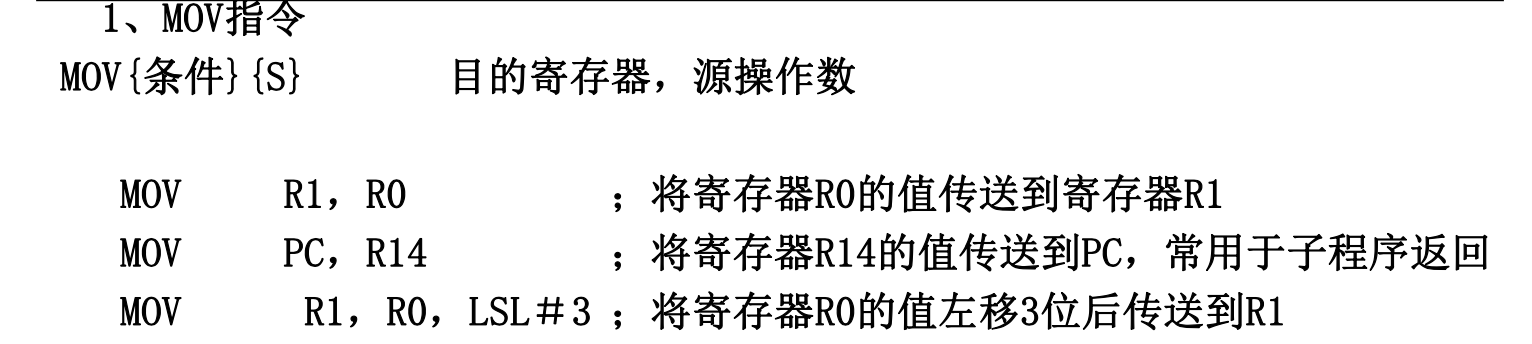 1、MOV指令
MOV{条件}{S} 目的寄存器，源操作数
MOV R1，R0 ；将寄存器R0的值传送到寄存器R1
MOV PC，R14 ；将寄存器R14的值传送到PC，常用于子程序返回
MOV R1，R0，LSL＃3 ；将寄存器R0的值左移3位后传送到R1